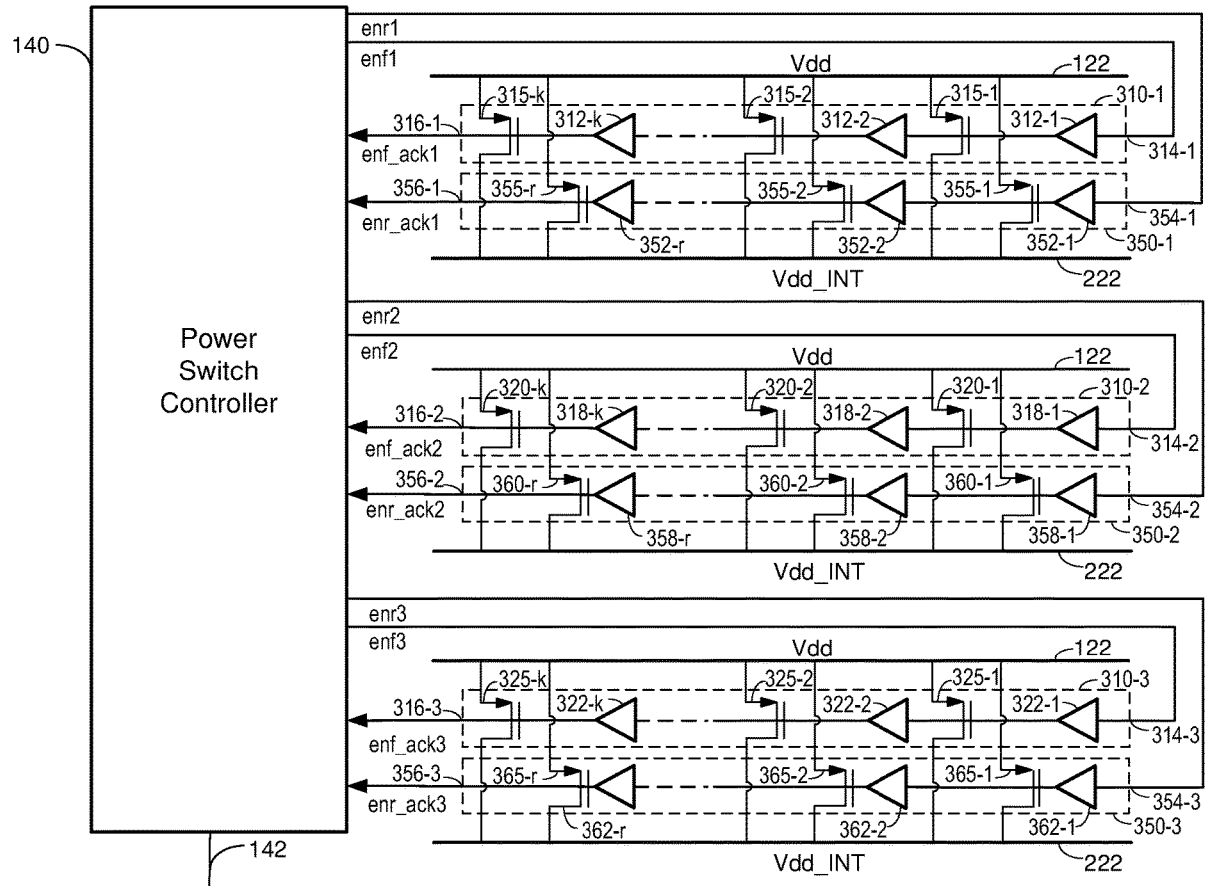 140
Power
Switch
Controller
142
enr1
enf1
Vdd
122
315-k
315-2
315-1
310-1
316-1
312-k
312-2
312-1
314-1
enf_ack1
356-1
355-r
355-2
355-1
354-1
enr_ack1
352-r
352-2
352-1
350-1
Vdd_INT
222
enr2
enf2
Vdd
122
320-k
320-2
320-1
310-2
316-2
318-k
318-2
318-1
314-2
enf_ack2
356-2
360-r
360-2
360-1
354-2
enr_ack2
358-r
358-2
358-1
350-2
Vdd_INT
222
enr3
enf3
Vdd
122
325-k
325-2
325-1
310-3
316-3
322-k
322-2
322-1
314-3
enf_ack3
356-3
365-r
365-2
365-1
354-3
enr_ack3
362-r
362-2
362-1
350-3
Vdd_INT
222